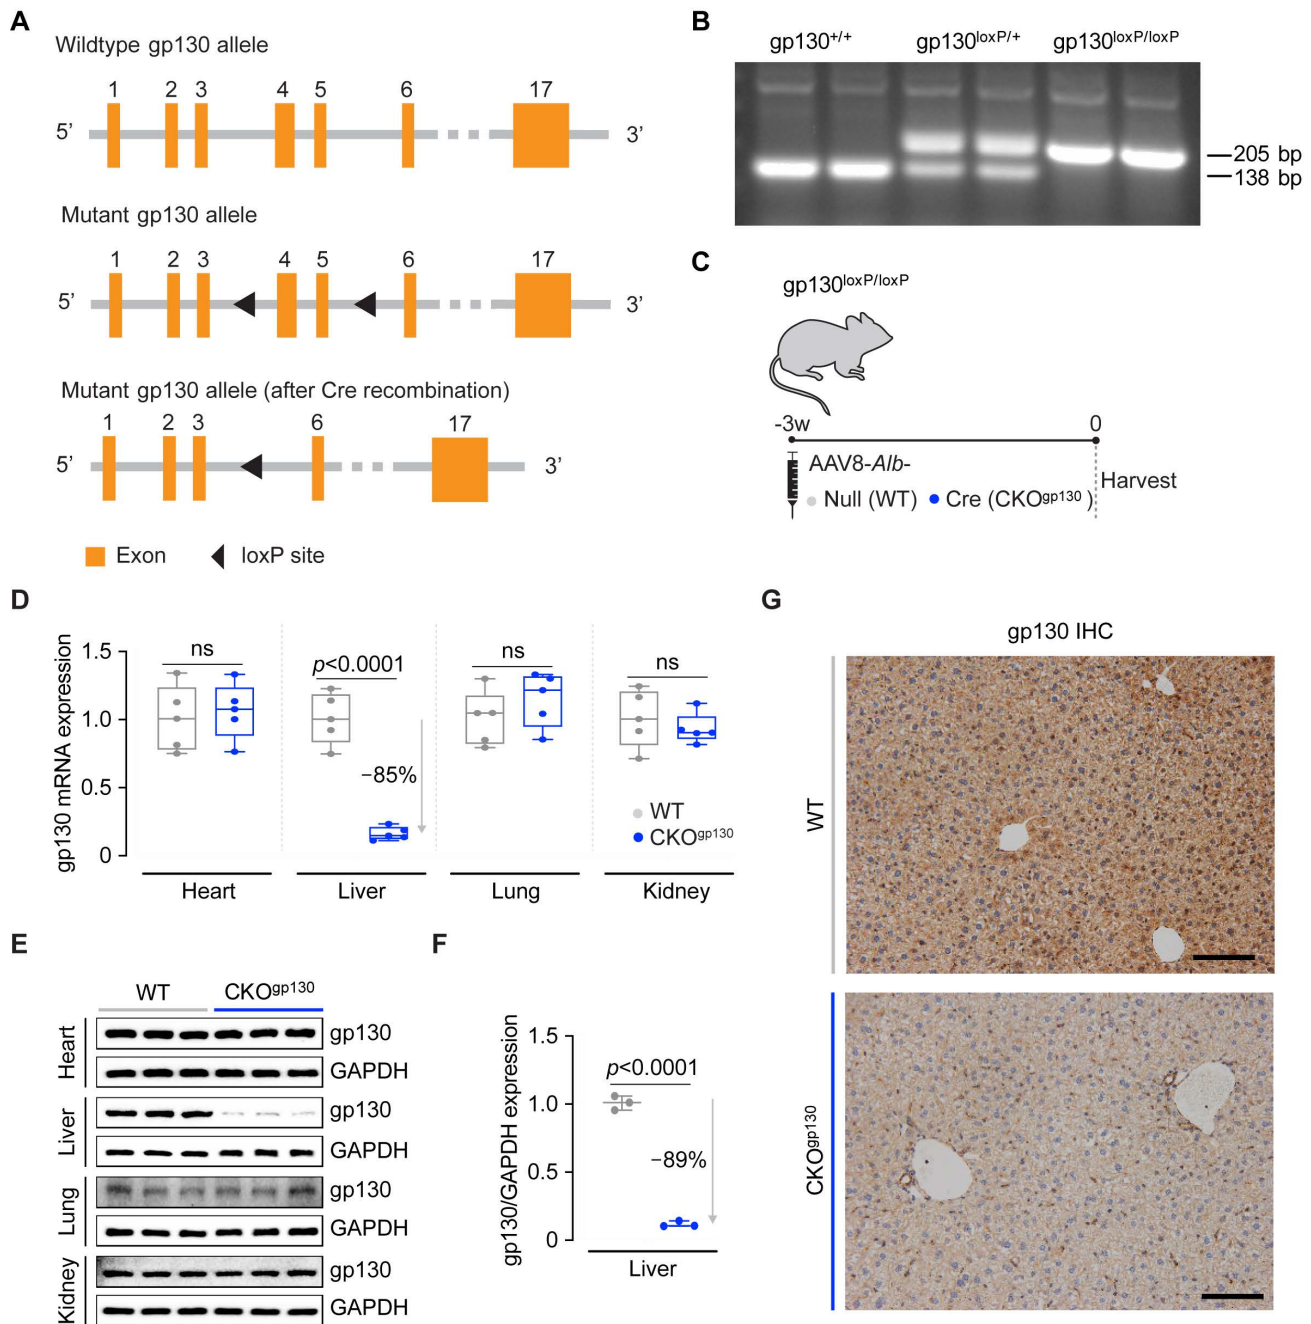 A
Wildtype gp130 allele
1 2 3 4 5 6 17
5’ 3’
Mutant gp130 allele
1 2 3 4 5 6 17
5’ 3’
Mutant gp130 allele (after Cre recombination)
1 2 3 6 17
5’ 3’
Exon loxP site
B
gp130+/+ gp130loxP/+ gp130loxP/loxP
205 bp
138 bp
C
gp130loxP/loxP
-3w 0
AAV8-Alb-
Null (WT) Cre (CKOgp130)
Harvest
D
gp130 mRNA expression
1.5
1.0
0.5
0
ns
p<0.0001
ns
ns
−85%
WT
CKOgp130
Heart Liver Lung Kidney
E
WT CKOgp130
Heart
gp130
GAPDH
Liver
gp130
GAPDH
Lung
gp130
GAPDH
Kidney
gp130
GAPDH
F
gp130/GAPDH expression
1.5
1.0
0.5
0
p<0.0001
−89%
Liver
G
gp130 IHC
WT
CKOgp130